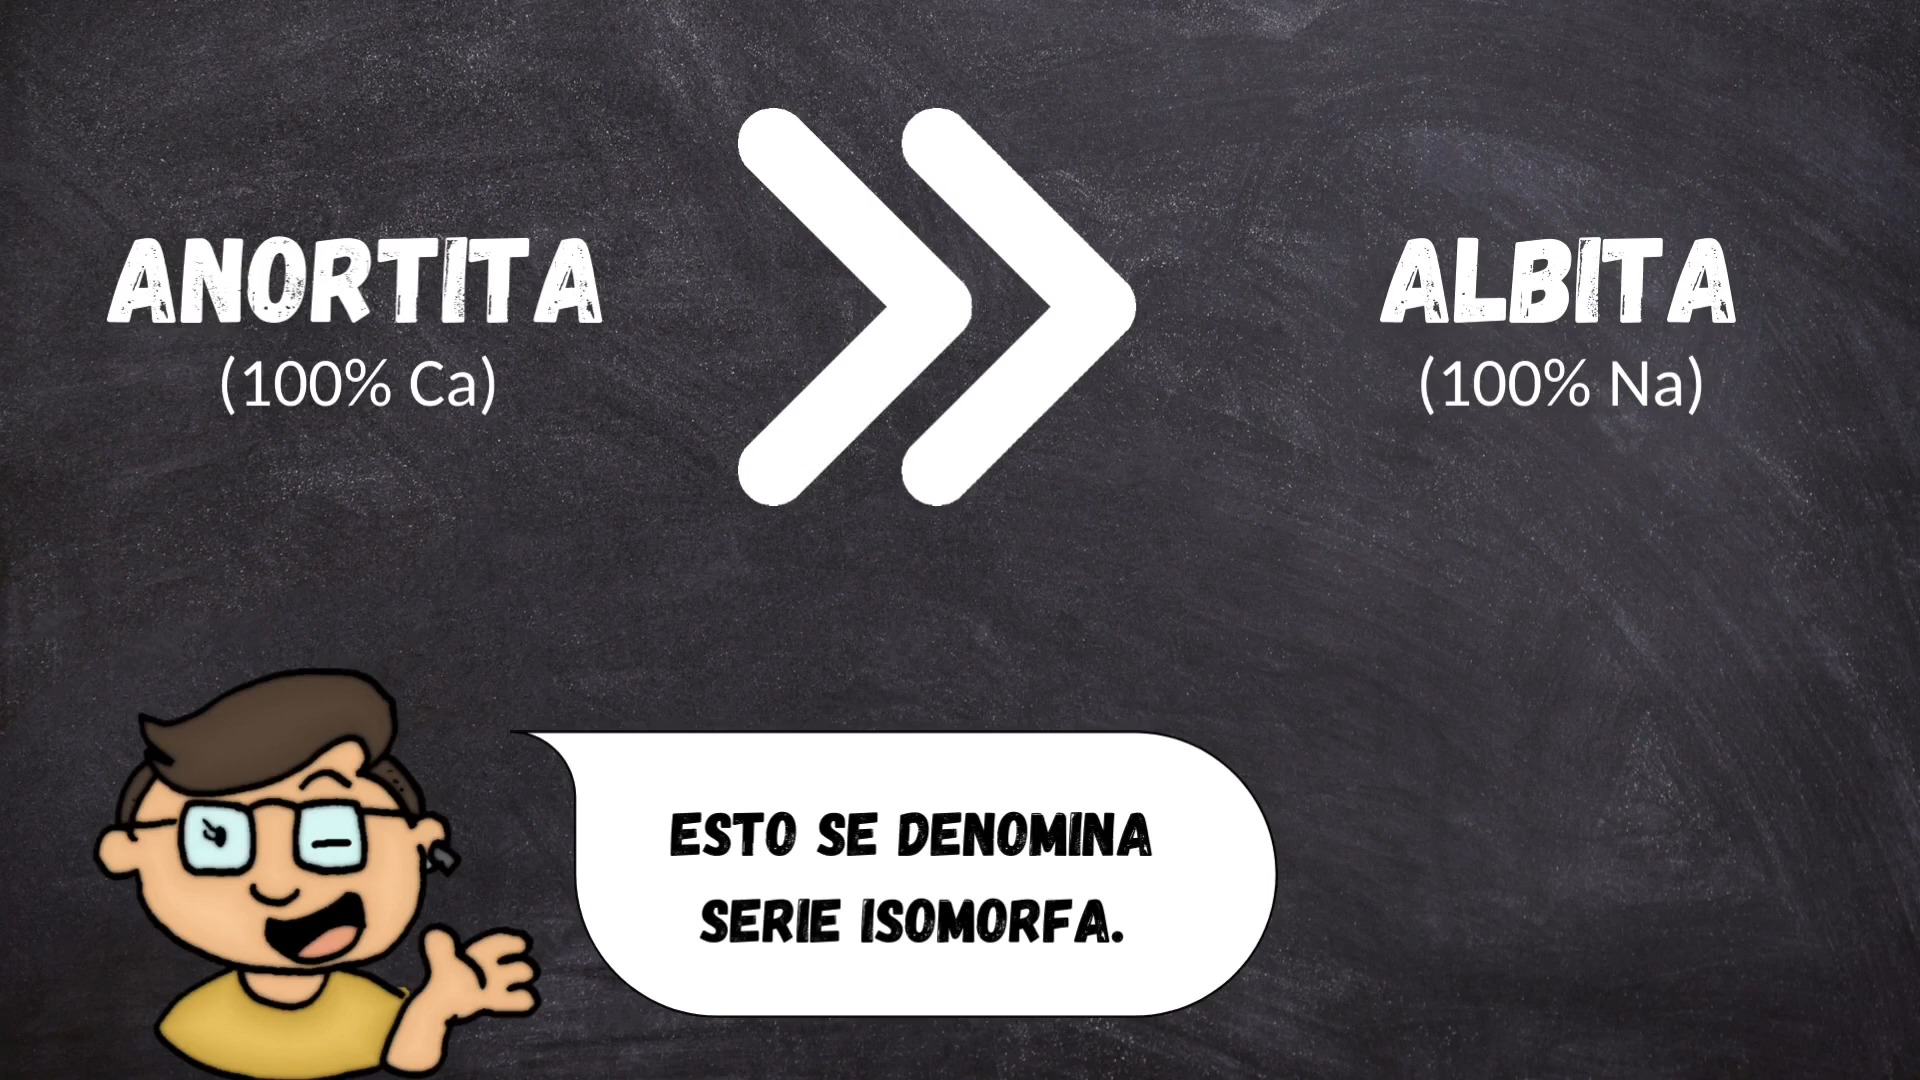 ANORTITA
(100% Ca)
ALBITA
(100% Na)
ESTO SE DENOMINA
SERIE ISOMORFA.